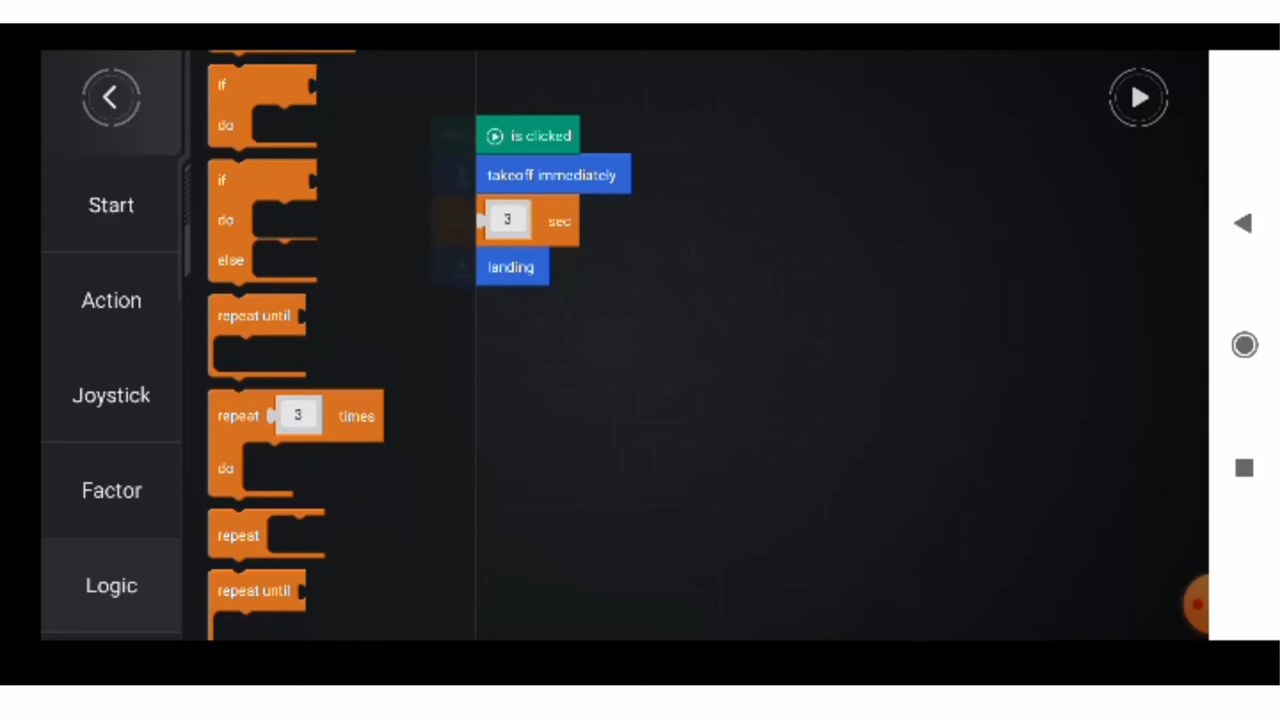 Start
Action
Joystick
Factor
Logic
if
do
if
do
else
repeat until
repeat 3 times
do
repeat
repeat until
is clicked
takeoff immediately
3 sec
landing